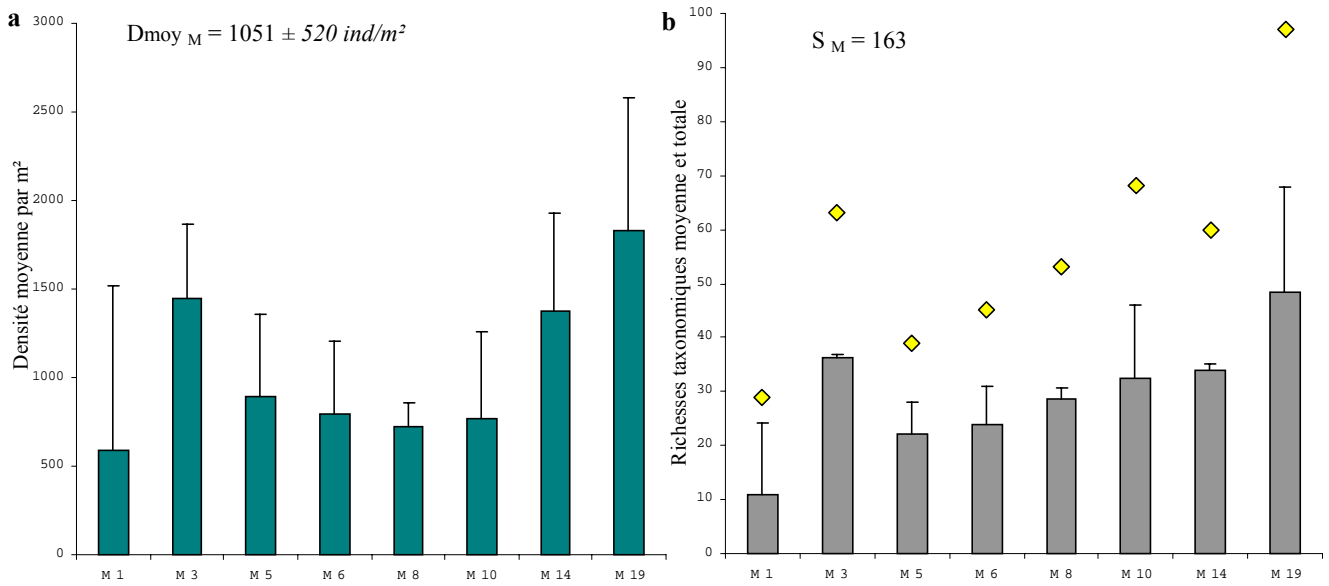 a
Dmoy M = 1051 ± 520 ind/m²
Densité moyenne par m²
3000
2500
2000
1500
1000
500
0
M 1 M 3 M 5 M 6 M 8 M 10 M 14 M 19
b
S M = 163
Richesses taxonomiques moyenne et totale
100
90
80
70
60
50
40
30
20
10
0
M 1 M 3 M 5 M 6 M 8 M 10 M 14 M 19